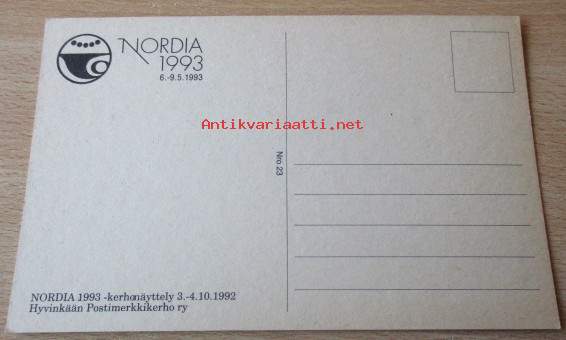 NORDIA
1993
6.-9.5.1993
Antikvariaatti.net
Nro 23
NORDIA 1993 -kerhonäyttely 3.-4.10.1992
Hyvinkään Postimerkkikerho ry